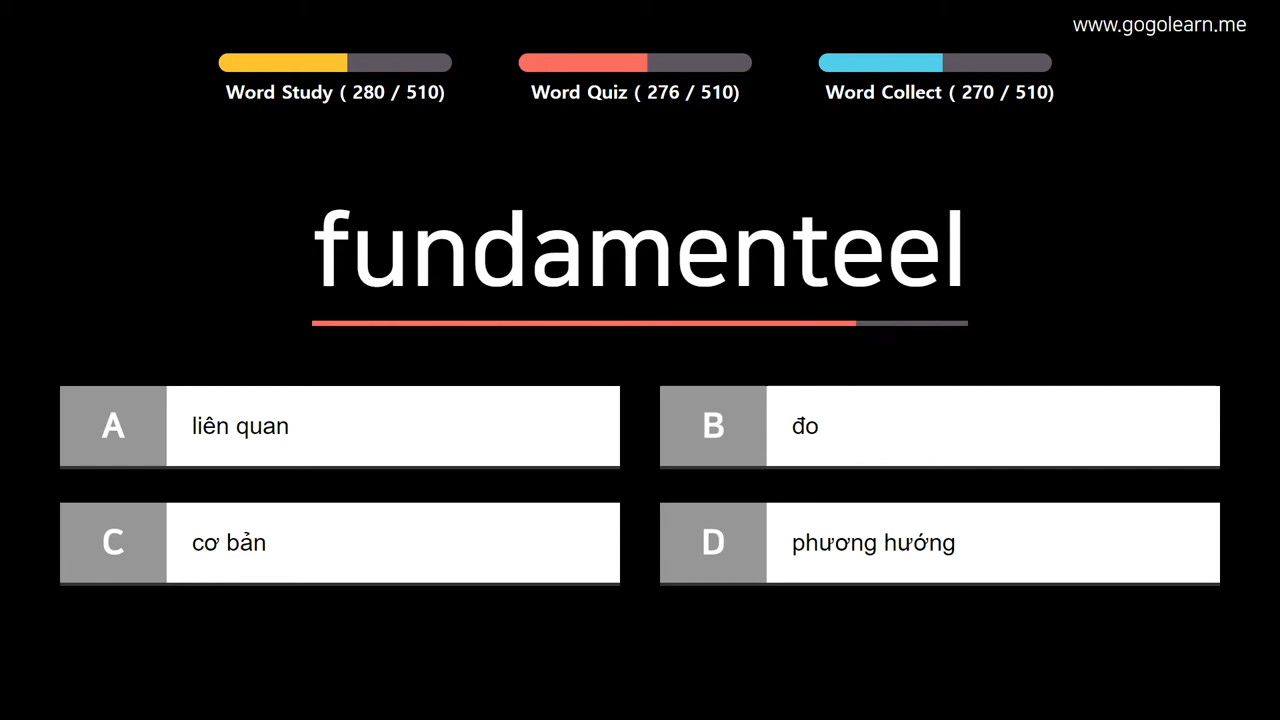 www.gogolearn.me
Word Study ( 280 / 510)
Word Quiz ( 276 / 510)
Word Collect ( 270 / 510)
fundamenteel
A liên quan
B đo
C cơ bản
D phương hướng